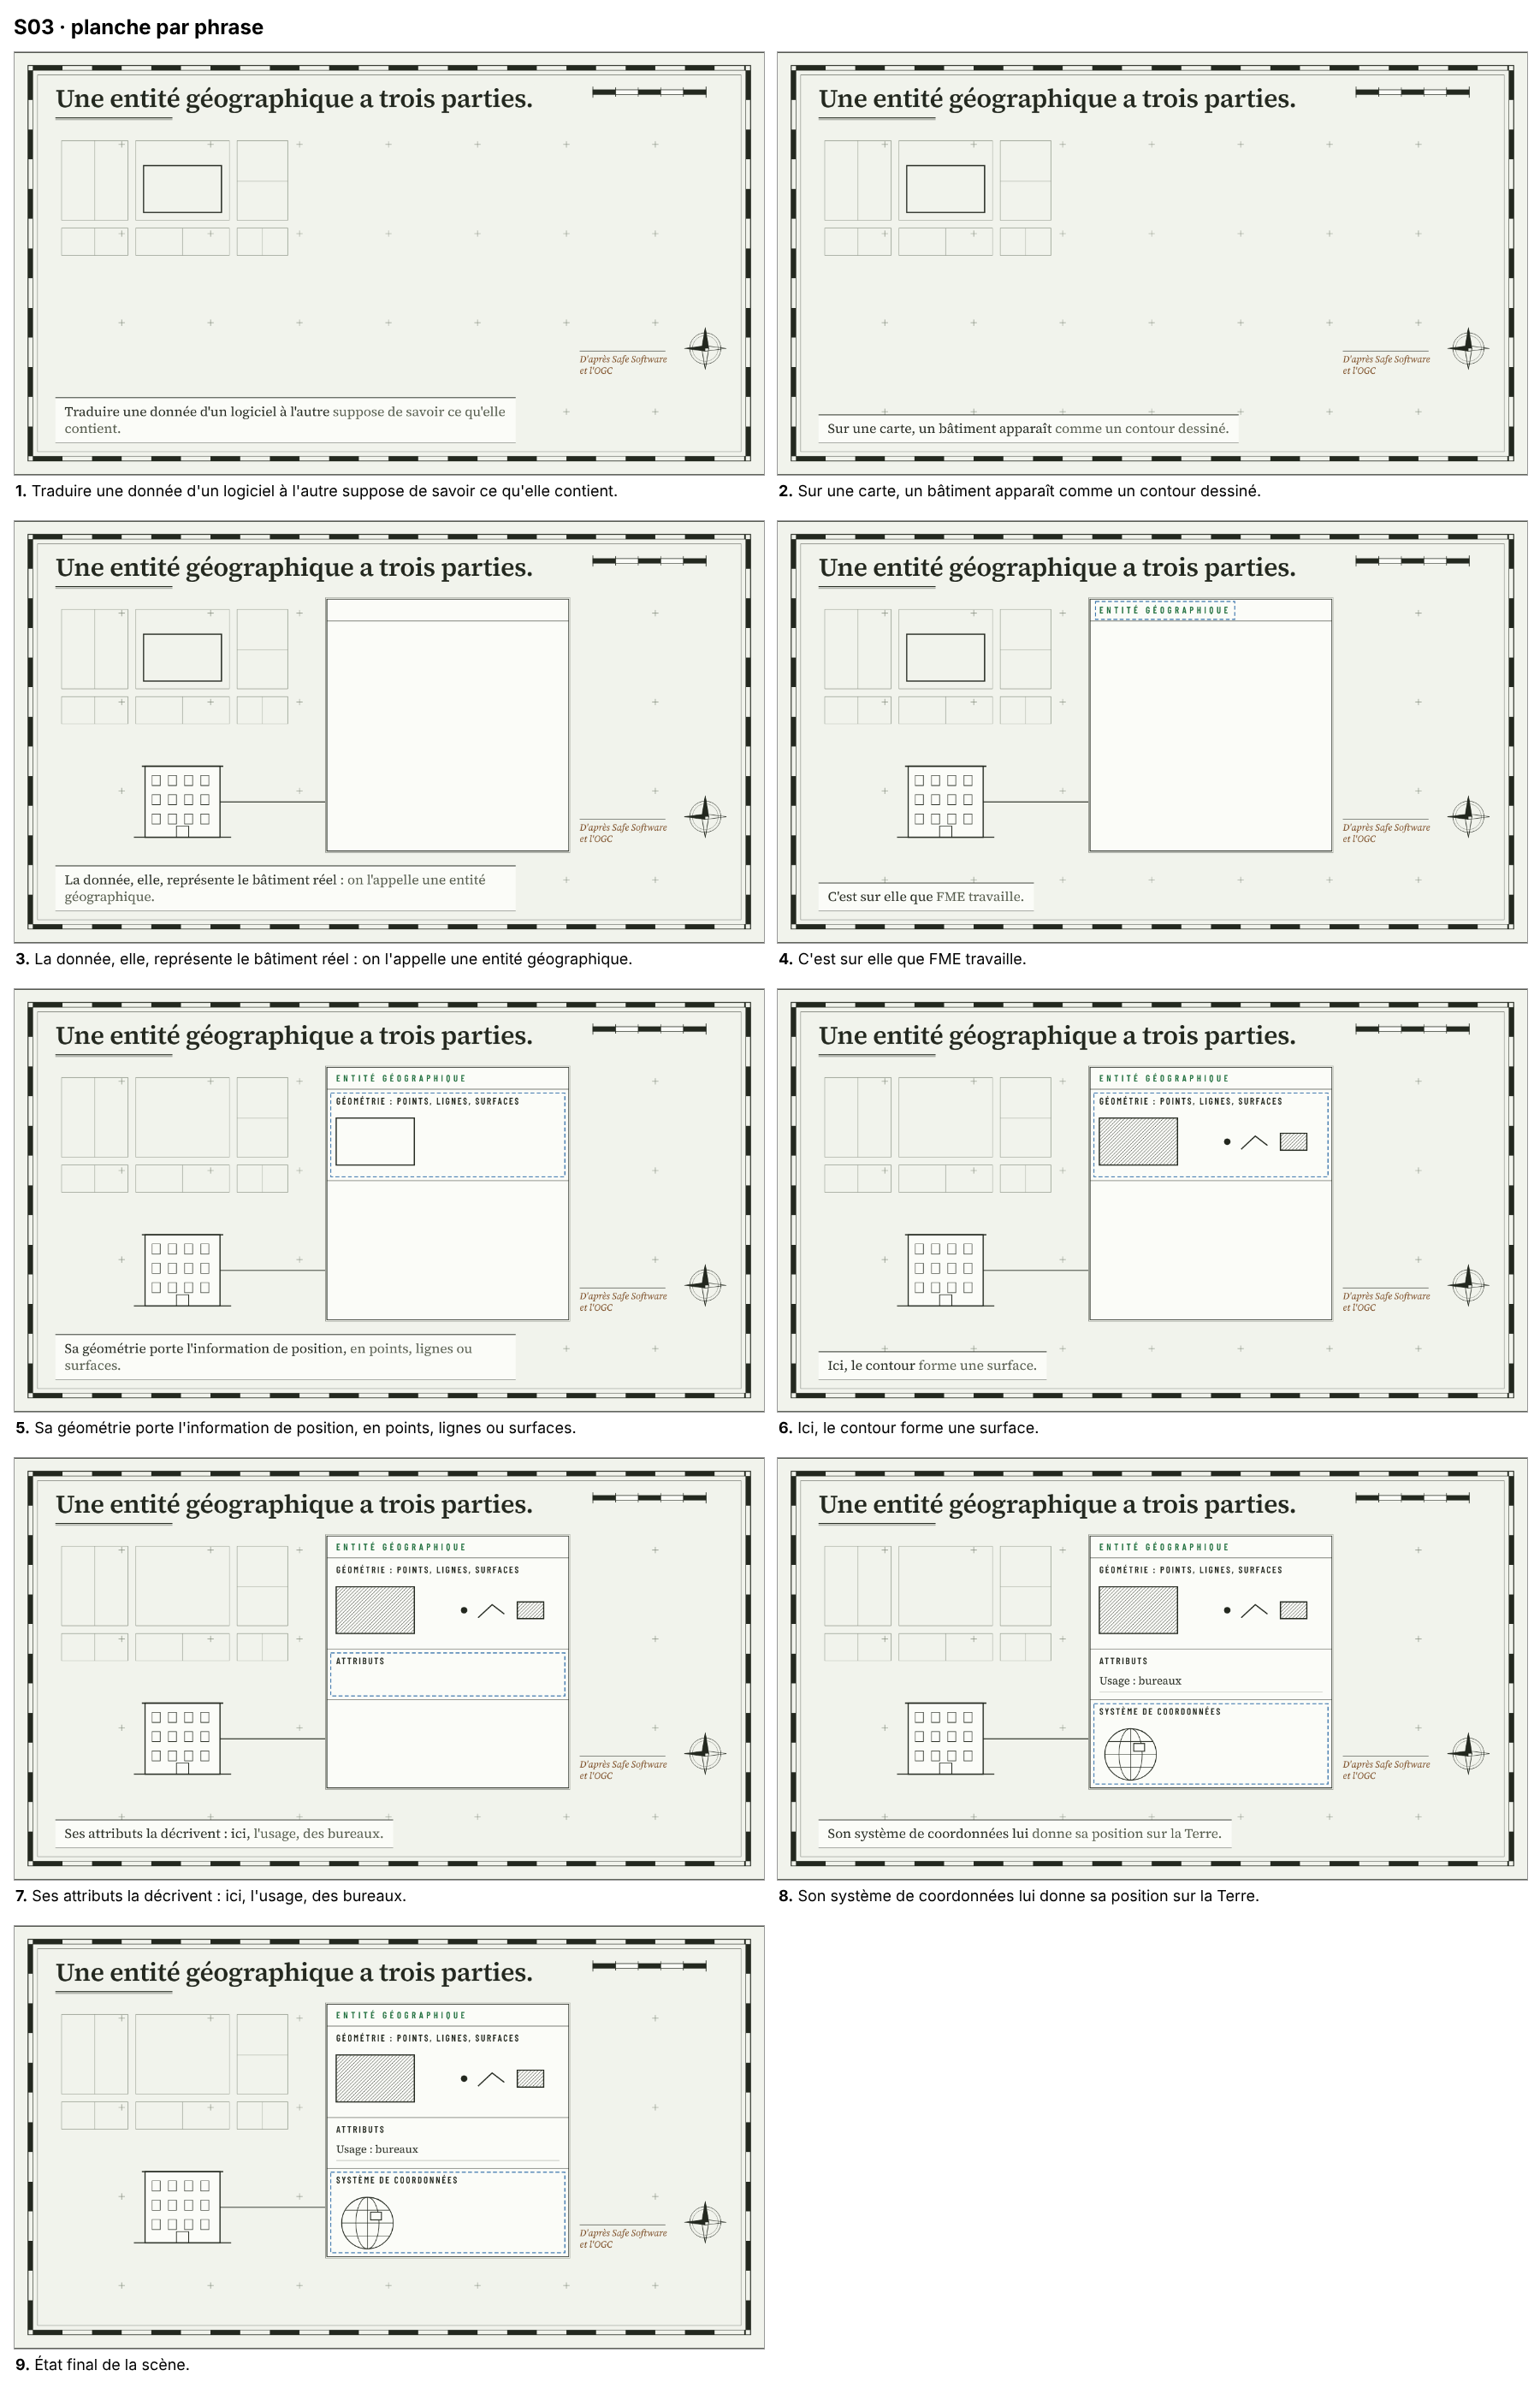 S03 · planche par phrase
Une entité géographique a trois parties.
D'après Safe Software
et l'OGC
Traduire une donnée d'un logiciel à l'autre suppose de savoir ce qu'elle
contient.
1. Traduire une donnée d'un logiciel à l'autre suppose de savoir ce qu'elle contient.
Une entité géographique a trois parties.
D'après Safe Software
et l'OGC
Sur une carte, un bâtiment apparaît comme un contour dessiné.
2. Sur une carte, un bâtiment apparaît comme un contour dessiné.
Une entité géographique a trois parties.
D'après Safe Software
et l'OGC
La donnée, elle, représente le bâtiment réel : on l'appelle une entité
géographique.
3. La donnée, elle, représente le bâtiment réel : on l'appelle une entité géographique.
Une entité géographique a trois parties.
ENTITÉ GÉOGRAPHIQUE
D'après Safe Software
et l'OGC
C'est sur elle que FME travaille.
4. C'est sur elle que FME travaille.
Une entité géographique a trois parties.
ENTITÉ GÉOGRAPHIQUE
GÉOMÉTRIE : POINTS, LIGNES, SURFACES
D'après Safe Software
et l'OGC
Sa géométrie porte l'information de position, en points, lignes ou
surfaces.
5. Sa géométrie porte l'information de position, en points, lignes ou surfaces.
Une entité géographique a trois parties.
ENTITÉ GÉOGRAPHIQUE
GÉOMÉTRIE : POINTS, LIGNES, SURFACES
D'après Safe Software
et l'OGC
Ici, le contour forme une surface.
6. Ici, le contour forme une surface.
Une entité géographique a trois parties.
ENTITÉ GÉOGRAPHIQUE
GÉOMÉTRIE : POINTS, LIGNES, SURFACES
ATTRIBUTS
D'après Safe Software
et l'OGC
Ses attributs la décrivent : ici, l'usage, des bureaux.
7. Ses attributs la décrivent : ici, l'usage, des bureaux.
Une entité géographique a trois parties.
ENTITÉ GÉOGRAPHIQUE
GÉOMÉTRIE : POINTS, LIGNES, SURFACES
ATTRIBUTS
Usage : bureaux
SYSTÈME DE COORDONNÉES
D'après Safe Software
et l'OGC
Son système de coordonnées lui donne sa position sur la Terre.
8. Son système de coordonnées lui donne sa position sur la Terre.
Une entité géographique a trois parties.
ENTITÉ GÉOGRAPHIQUE
GÉOMÉTRIE : POINTS, LIGNES, SURFACES
ATTRIBUTS
Usage : bureaux
SYSTÈME DE COORDONNÉES
D'après Safe Software
et l'OGC
9. État final de la scène.